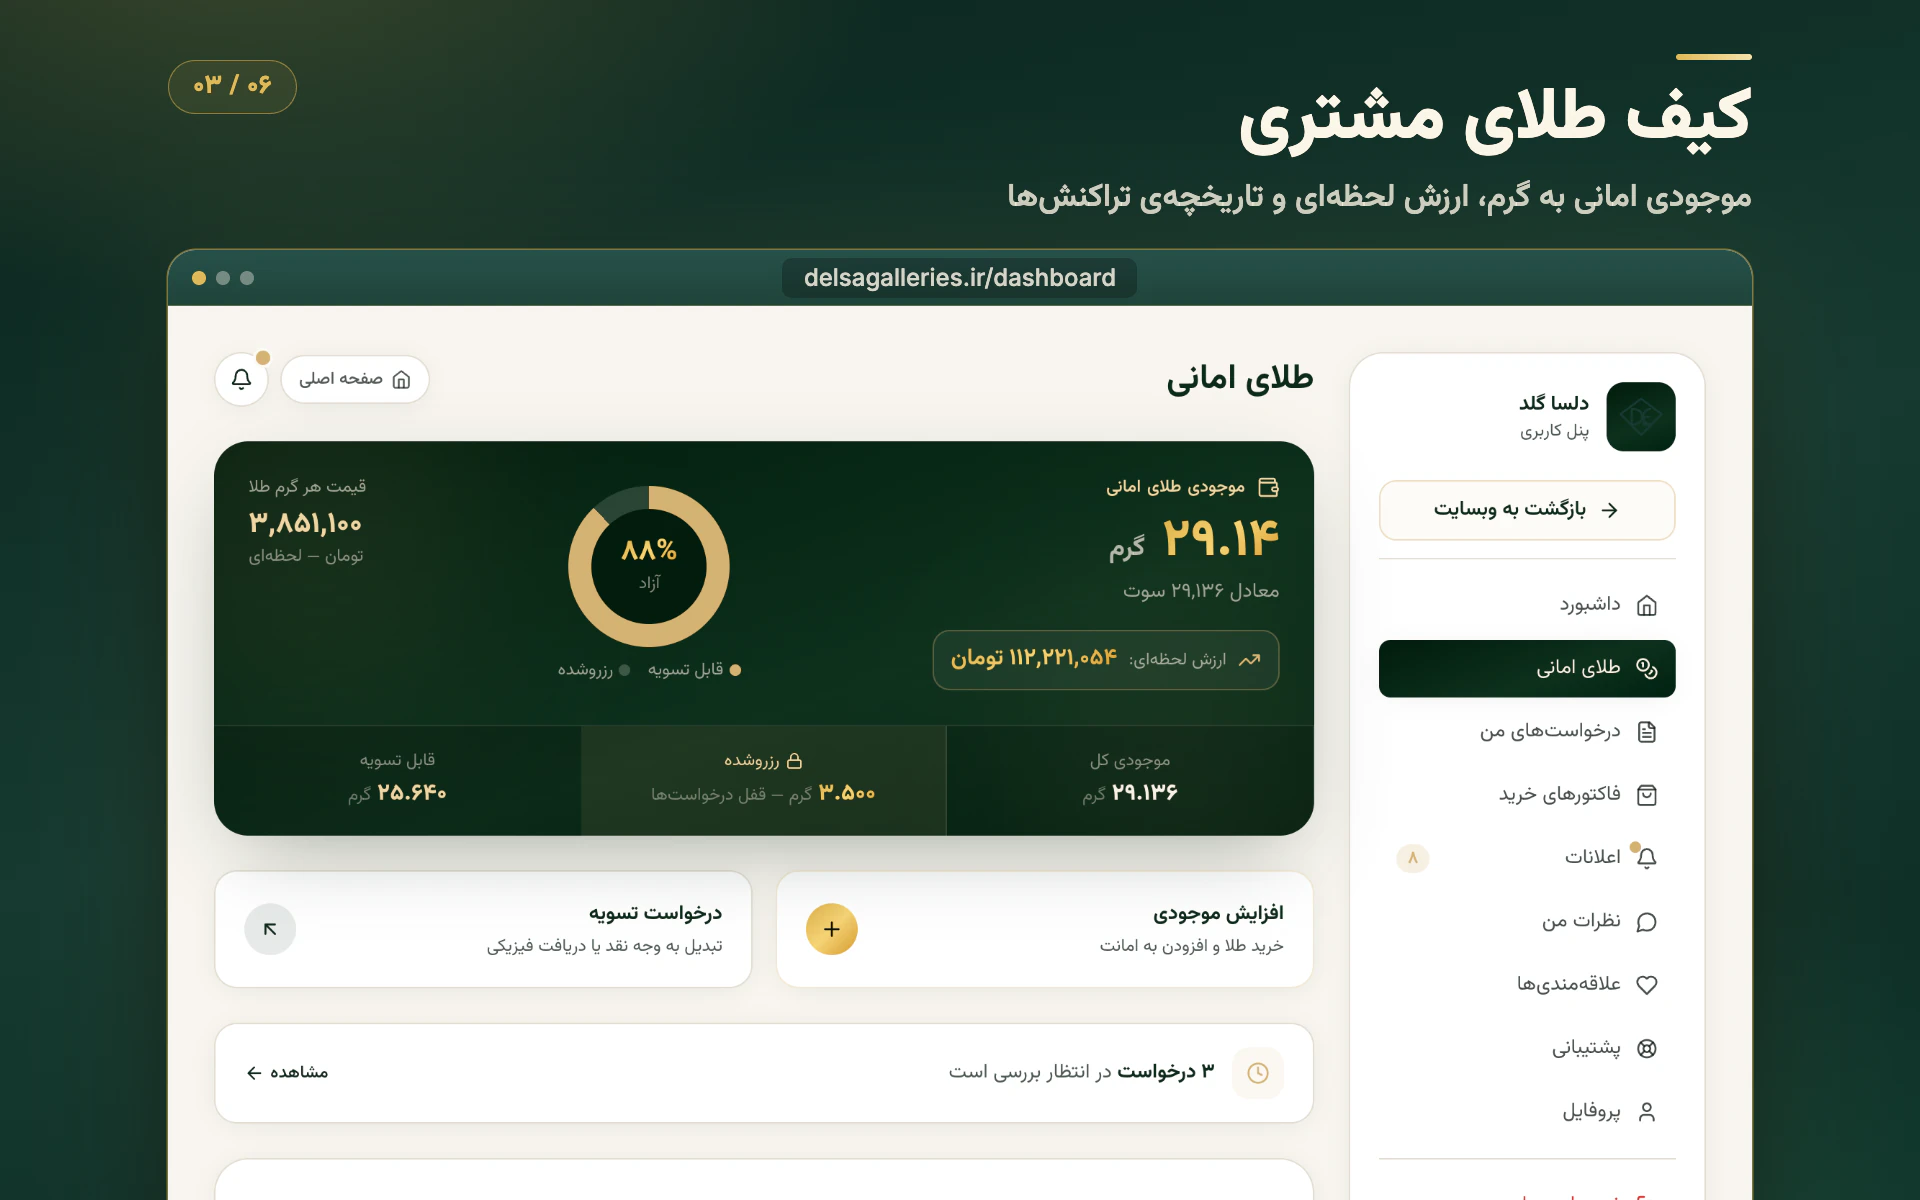 ۰۳ / ۰۶
کیف طلای مشتری
موجودی امانی به گرم، ارزش لحظه‌ای و تاریخچه‌ی تراکنش‌ها
delsagalleries.ir/dashboard
دلسا گلد
پنل کاربری
بازگشت به وبسایت
داشبورد
طلای امانی
درخواست‌های من
فاکتورهای خرید
اعلانات
۸
نظرات من
علاقه‌مندی‌ها
پشتیبانی
پروفایل
طلای امانی
صفحه اصلی
موجودی طلای امانی
۲۹.۱۴ گرم
معادل ۲۹,۱۳۶ سوت
ارزش لحظه‌ای: ۱۱۲,۲۲۱,۰۵۴ تومان
۸۸%
آزاد
قابل تسویه
رزروشده
قیمت هر گرم طلا
۳,۸۵۱,۱۰۰
تومان — لحظه‌ای
موجودی کل
۲۹.۱۳۶ گرم
رزروشده
۳.۵۰۰ گرم — قفل درخواست‌ها
قابل تسویه
۲۵.۶۴۰ گرم
افزایش موجودی
خرید طلا و افزودن به امانت
درخواست تسویه
تبدیل به وجه نقد یا دریافت فیزیکی
۳ درخواست در انتظار بررسی است
مشاهده